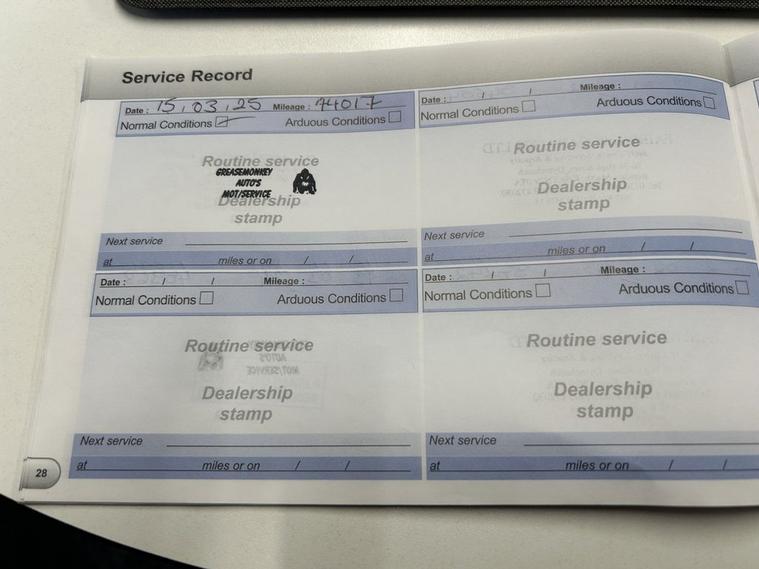 Service Record
Date : 15 / 03 / 25 Mileage : 74017
Normal Conditions Arduous Conditions
Routine service
GREASEMONKEY
AUTO'S
MOT/SERVICE
Dealership
stamp
Next service
at miles or on / /
Date : / / Mileage :
Normal Conditions Arduous Conditions
Routine service
Dealership
stamp
Next service
at miles or on / /
Date : / / Mileage :
Normal Conditions Arduous Conditions
Routine service
Dealership
stamp
Next service
at miles or on / /
Date : / / Mileage :
Normal Conditions Arduous Conditions
Routine service
Dealership
stamp
Next service
at miles or on / /
28